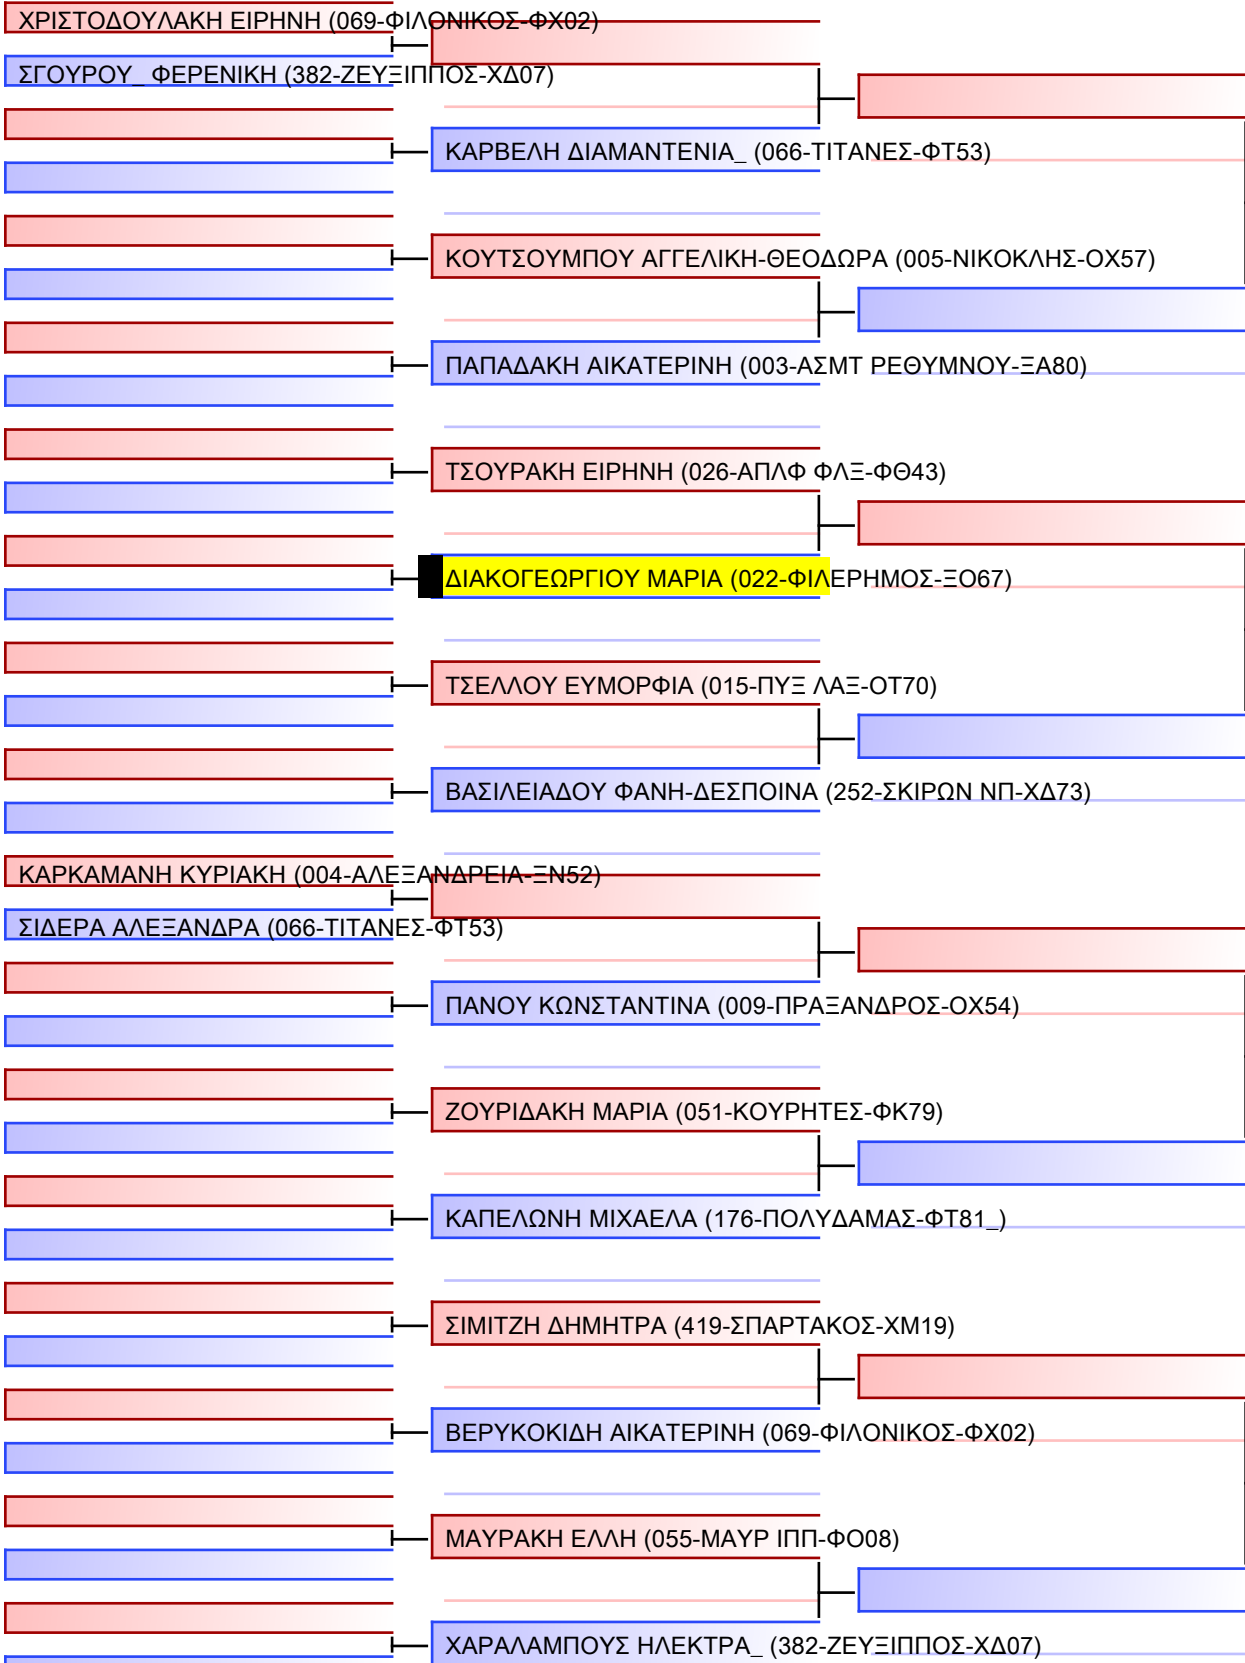 ΧΡΙΣΤΟΔΟΥΛΑΚΗ ΕΙΡΗΝΗ (069-ΦΙΛΟΝΙΚΟΣ-ΦΧ02)
ΣΓΟΥΡΟΥ_ ΦΕΡΕΝΙΚΗ (382-ΖΕΥΞΙΠΠΟΣ-ΧΔ07)
ΚΑΡΒΕΛΗ ΔΙΑΜΑΝΤΕΝΙΑ_ (066-ΤΙΤΑΝΕΣ-ΦΤ53)
ΚΟΥΤΣΟΥΜΠΟΥ ΑΓΓΕΛΙΚΗ-ΘΕΟΔΩΡΑ (005-ΝΙΚΟΚΛΗΣ-ΟΧ57)
ΠΑΠΑΔΑΚΗ ΑΙΚΑΤΕΡΙΝΗ (003-ΑΣΜΤ ΡΕΘΥΜΝΟΥ-ΞΑ80)
ΤΣΟΥΡΑΚΗ ΕΙΡΗΝΗ (026-ΑΠΛΦ ΦΛΞ-ΦΘ43)
ΔΙΑΚΟΓΕΩΡΓΙΟΥ ΜΑΡΙΑ (022-ΦΙΛΕΡΗΜΟΣ-ΞΟ67)
ΤΣΕΛΛΟΥ ΕΥΜΟΡΦΙΑ (015-ΠΥΞ ΛΑΞ-ΟΤ70)
ΒΑΣΙΛΕΙΑΔΟΥ ΦΑΝΗ-ΔΕΣΠΟΙΝΑ (252-ΣΚΙΡΩΝ ΝΠ-ΧΔ73)
ΚΑΡΚΑΜΑΝΗ ΚΥΡΙΑΚΗ (004-ΑΛΕΞΑΝΔΡΕΙΑ-ΞΝ52)
ΣΙΔΕΡΑ ΑΛΕΞΑΝΔΡΑ (066-ΤΙΤΑΝΕΣ-ΦΤ53)
ΠΑΝΟΥ ΚΩΝΣΤΑΝΤΙΝΑ (009-ΠΡΑΞΑΝΔΡΟΣ-ΟΧ54)
ΖΟΥΡΙΔΑΚΗ ΜΑΡΙΑ (051-ΚΟΥΡΗΤΕΣ-ΦΚ79)
ΚΑΠΕΛΩΝΗ ΜΙΧΑΕΛΑ (176-ΠΟΛΥΔΑΜΑΣ-ΦΤ81_)
ΣΙΜΙΤΖΗ ΔΗΜΗΤΡΑ (419-ΣΠΑΡΤΑΚΟΣ-ΧΜ19)
ΒΕΡΥΚΟΚΙΔΗ ΑΙΚΑΤΕΡΙΝΗ (069-ΦΙΛΟΝΙΚΟΣ-ΦΧ02)
ΜΑΥΡΑΚΗ ΕΛΛΗ (055-ΜΑΥΡ ΙΠΠ-ΦΟ08)
ΧΑΡΑΛΑΜΠΟΥΣ ΗΛΕΚΤΡΑ_ (382-ΖΕΥΞΙΠΠΟΣ-ΧΔ07)